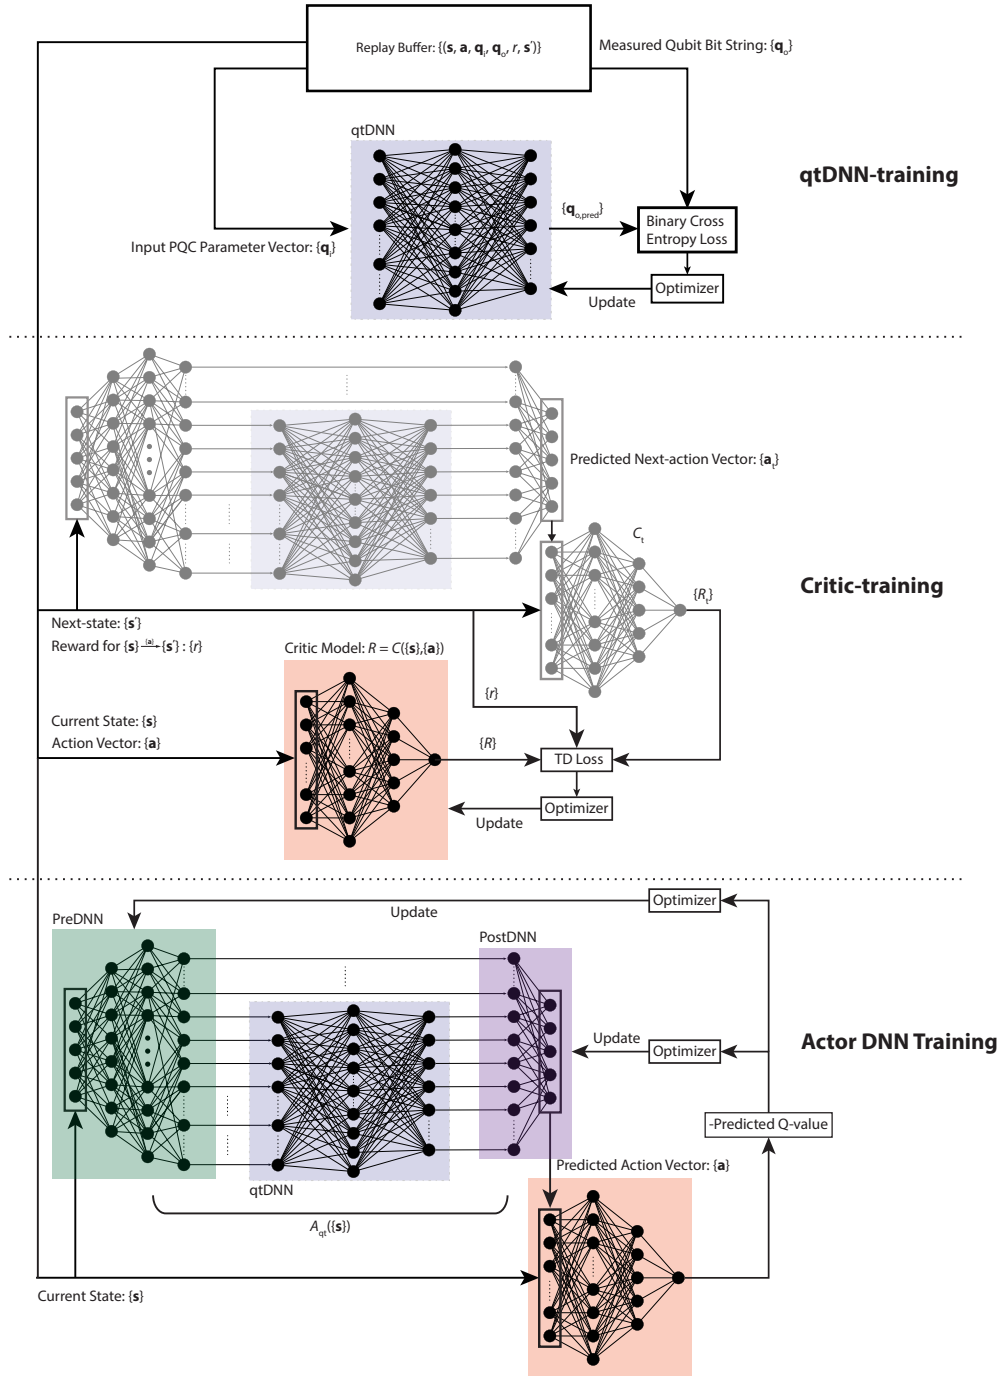 Replay Buffer: {(s, a, qᵢ, qₒ, r, s')}
Measured Qubit Bit String: {qₒ}
qtDNN
qtDNN-training
{q_o,pred}
Binary Cross
Entropy Loss
Input PQC Parameter Vector: {qᵢ}
Optimizer
Update
Predicted Next-action Vector: {aₜ}
Cₜ
Critic-training
{Rₜ}
Next-state: {s'}
Reward for {s} –{a}→ {s'} : {r}
Critic Model: R = C({s},{a})
{r}
Current State: {s}
Action Vector: {a}
{R}
TD Loss
Optimizer
Update
Optimizer
Update
PreDNN
PostDNN
Update
Optimizer
Actor DNN Training
-Predicted Q-value
Predicted Action Vector: {a}
qtDNN
A_qt({s})
Current State: {s}